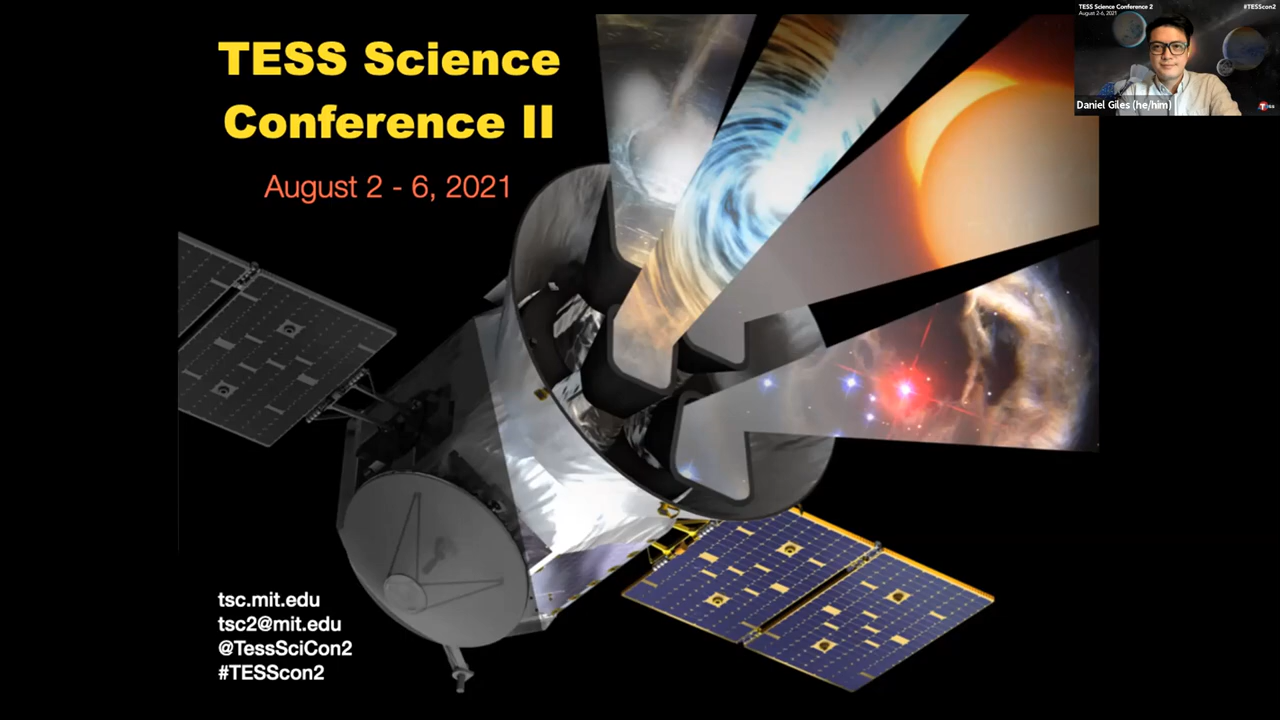 TESS Science
Conference II
August 2 - 6, 2021
tsc.mit.edu
tsc2@mit.edu
@TessSciCon2
#TESScon2
TESS Science Conference 2
August 2-6, 2021
#TESScon2
Daniel Giles (he/him)